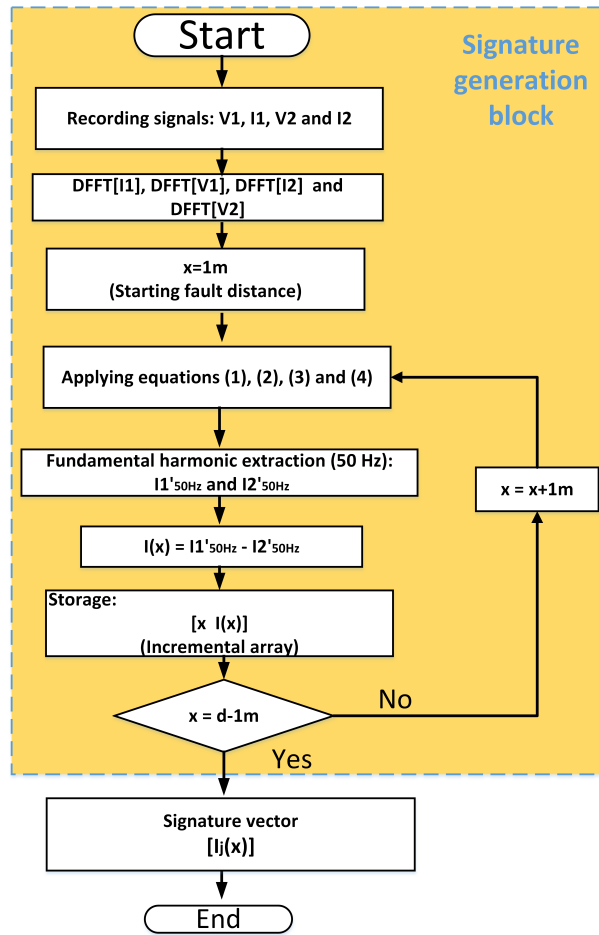 Start
Signature
generation
block
Recording signals: V1, I1, V2 and I2
DFFT[I1], DFFT[V1], DFFT[I2] and
DFFT[V2]
x=1m
(Starting fault distance)
Applying equations (1), (2), (3) and (4)
Fundamental harmonic extraction (50 Hz):
I1'50Hz and I2'50Hz
x = x+1m
I(x) = I1'50Hz - I2'50Hz
Storage:
[x I(x)]
(Incremental array)
x = d-1m
No
Yes
Signature vector
[Ij(x)]
End